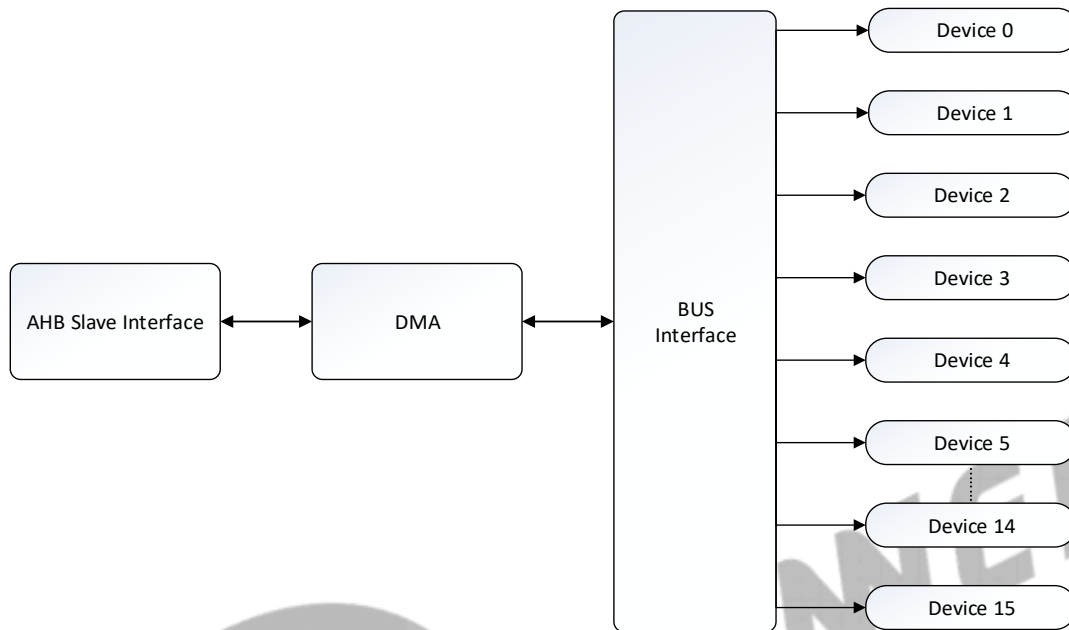 Device 0
Device 1
Device 2
Device 3
AHB Slave Interface
DMA
BUS
Interface
Device 4
Device 5
Device 14
Device 15